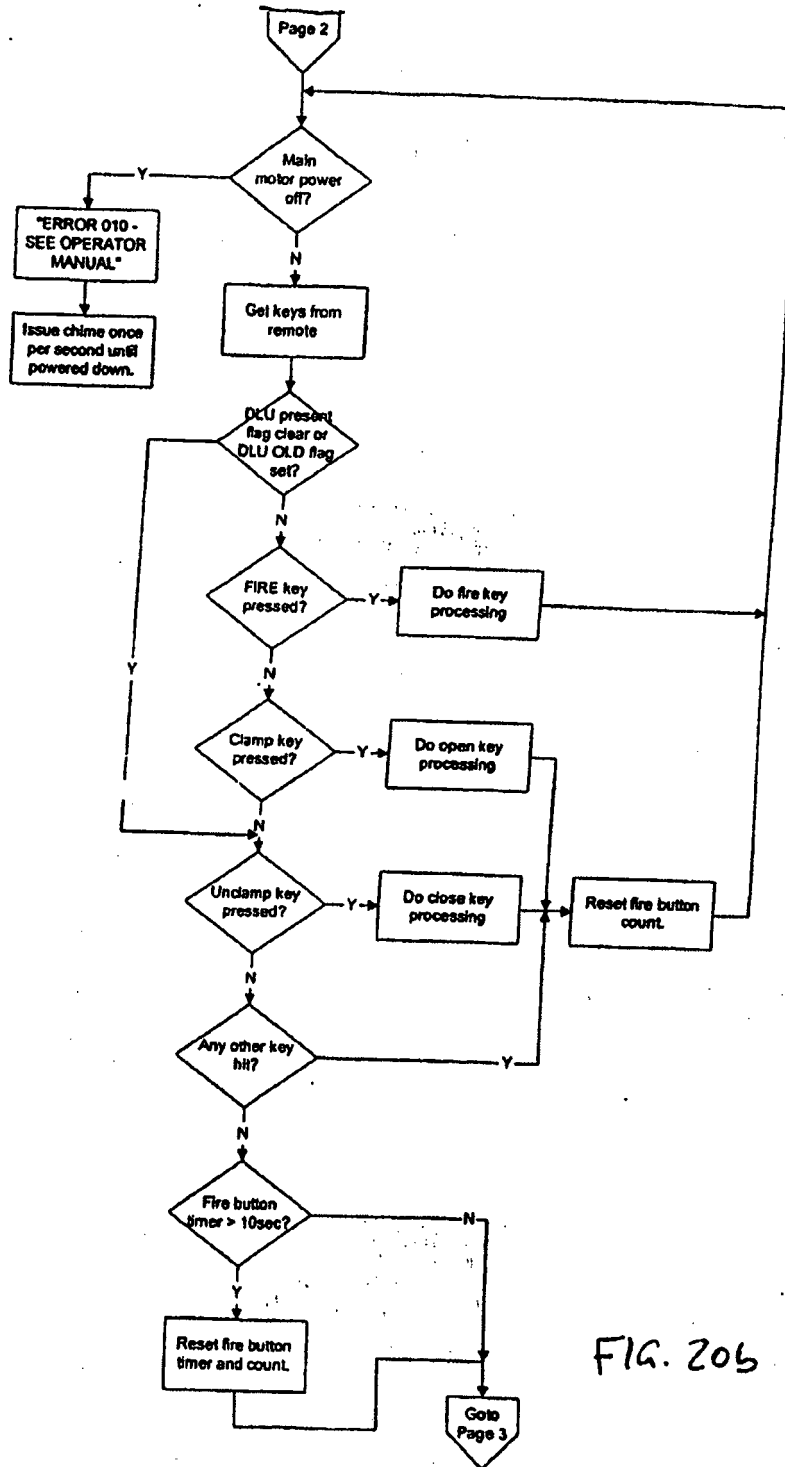 Page 2
Main
motor power
off?
Y
"ERROR 010 -
SEE OPERATOR
MANUAL"
N
Issue chime once
per second until
powered down.
Get keys from
remote
DLU present
flag clear or
DLU OLD flag
set?
N
FIRE key
pressed?
Y
Do fire key
processing
Y
N
Clamp key
pressed?
Y
Do open key
processing
N
Unclamp key
pressed?
Y
Do close key
processing
Reset fire button
count.
N
Any other key
hit?
Y
N
Fire button
timer > 10sec?
N
Y
Reset fire button
timer and count.
FIG. 20b
Goto
Page 3